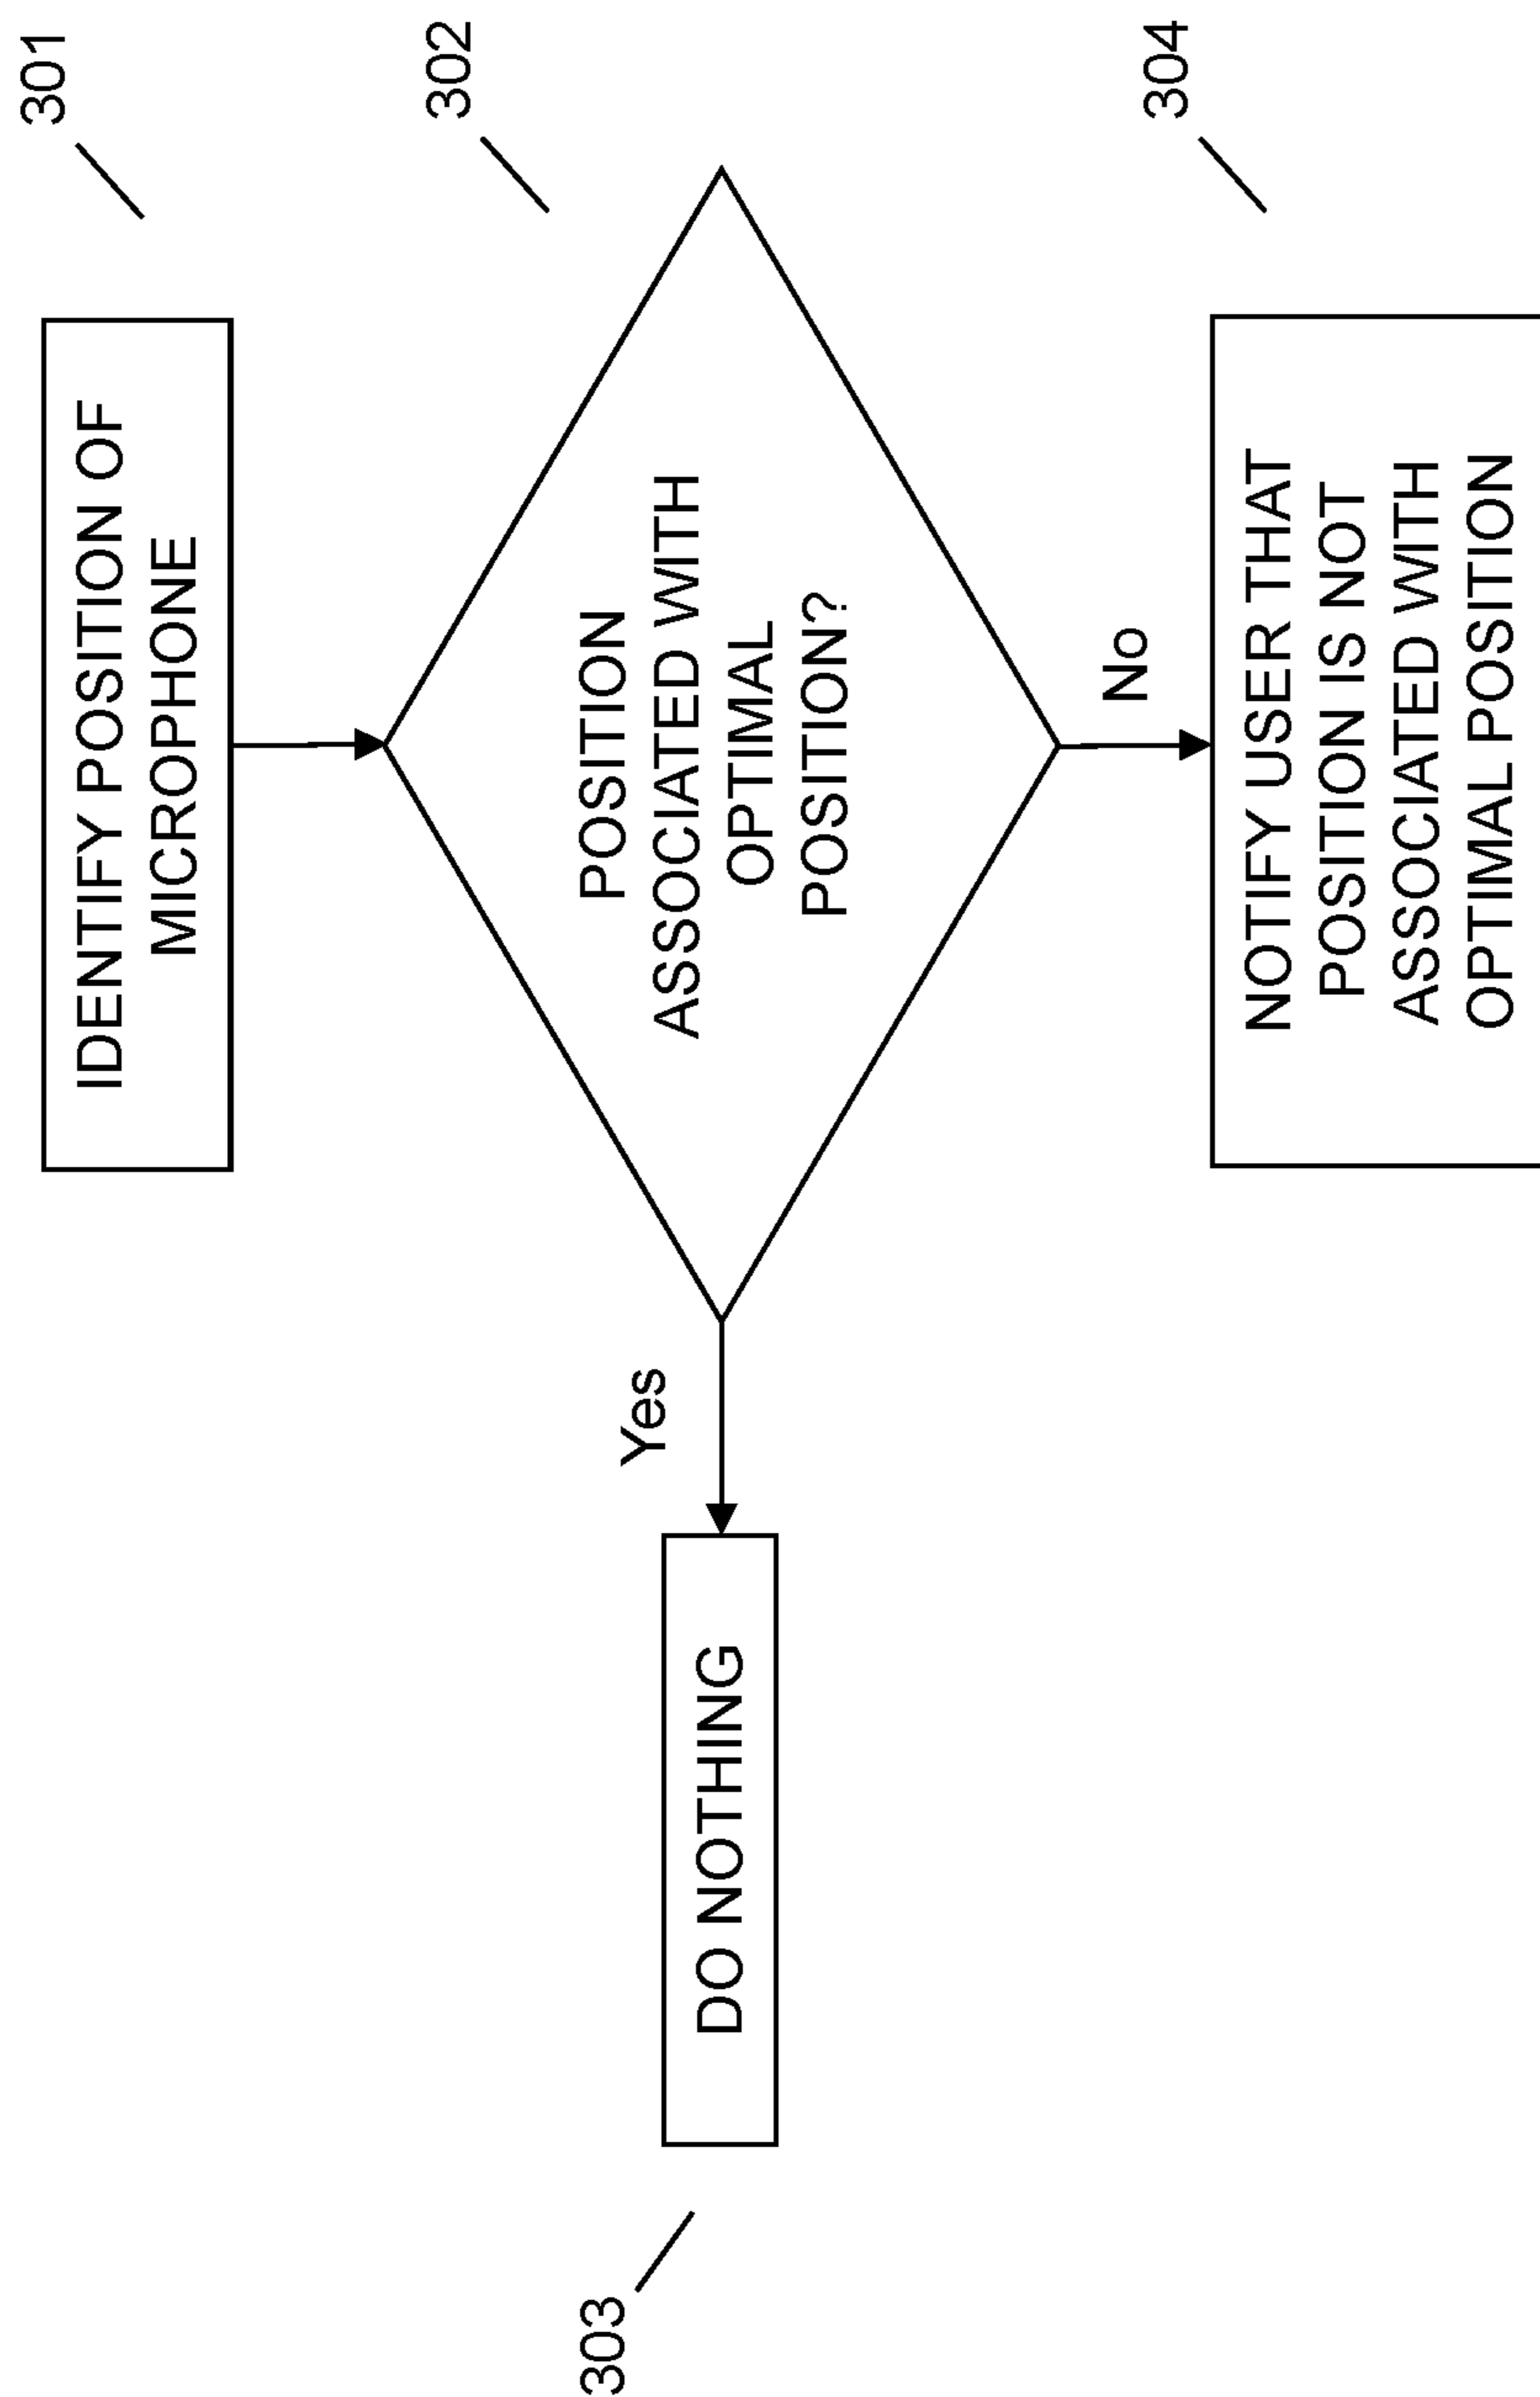 301
IDENTIFY POSITION OF
MICROPHONE
302
POSITION
ASSOCIATED WITH
OPTIMAL
POSITION?
Yes
DO NOTHING
303
No
304
NOTIFY USER THAT
POSITION IS NOT
ASSOCIATED WITH
OPTIMAL POSITION